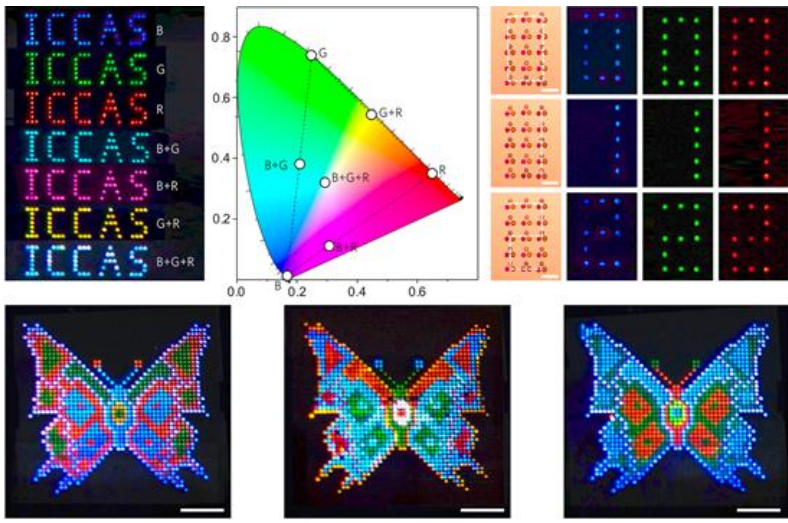 ICCAS B
ICCAS G
ICCAS R
ICCAS B+G
ICCAS B+R
ICCAS G+R
ICCAS B+G+R
0.8
0.6
0.4
0.2
0.0 0.2 0.4 0.6
G
G+R
B+G
B+G+R
R
B+R
B